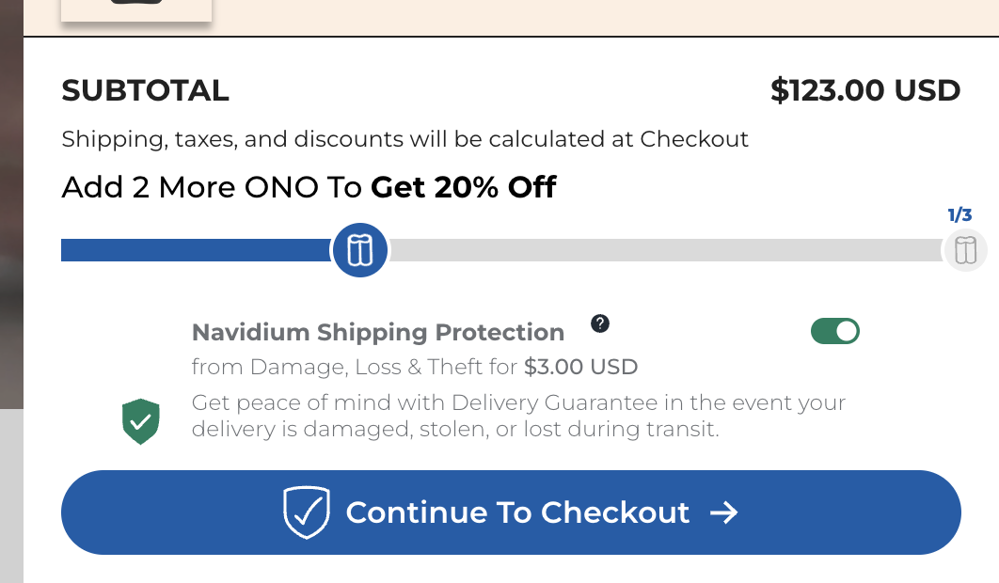 SUBTOTAL $123.00 USD
Shipping, taxes, and discounts will be calculated at Checkout
Add 2 More ONO To Get 20% Off
1/3
Navidium Shipping Protection ?
from Damage, Loss & Theft for $3.00 USD
Get peace of mind with Delivery Guarantee in the event your
delivery is damaged, stolen, or lost during transit.
Continue To Checkout →